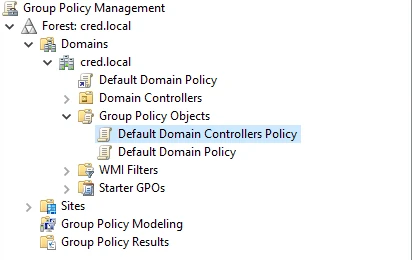 Group Policy Management
Forest: cred.local
Domains
cred.local
Default Domain Policy
Domain Controllers
Group Policy Objects
Default Domain Controllers Policy
Default Domain Policy
WMI Filters
Starter GPOs
Sites
Group Policy Modeling
Group Policy Results